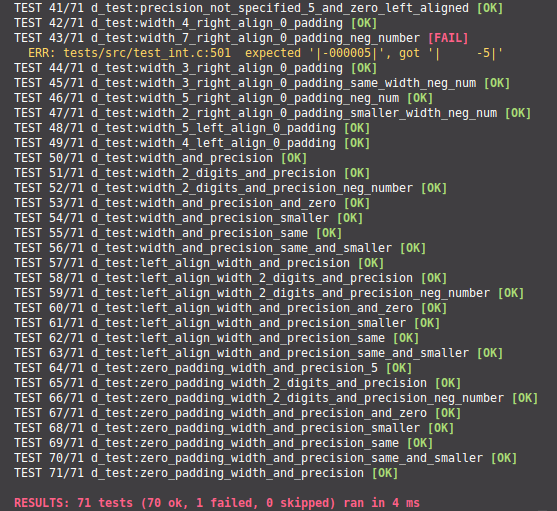 TEST 41/71 d_test:precision_not_specified_5_and_zero_left_aligned [OK]
TEST 42/71 d_test:width_4_right_align_0_padding [OK]
TEST 43/71 d_test:width_7_right_align_0_padding_neg_number [FAIL]
ERR: tests/src/test_int.c:501 expected '|-000005|', got '|     -5|'
TEST 44/71 d_test:width_3_right_align_0_padding [OK]
TEST 45/71 d_test:width_3_right_align_0_padding_same_width_neg_num [OK]
TEST 46/71 d_test:width_5_right_align_0_padding_neg_num [OK]
TEST 47/71 d_test:width_2_right_align_0_padding_smaller_width_neg_num [OK]
TEST 48/71 d_test:width_5_left_align_0_padding [OK]
TEST 49/71 d_test:width_4_left_align_0_padding [OK]
TEST 50/71 d_test:width_and_precision [OK]
TEST 51/71 d_test:width_2_digits_and_precision [OK]
TEST 52/71 d_test:width_2_digits_and_precision_neg_number [OK]
TEST 53/71 d_test:width_and_precision_and_zero [OK]
TEST 54/71 d_test:width_and_precision_smaller [OK]
TEST 55/71 d_test:width_and_precision_same [OK]
TEST 56/71 d_test:width_and_precision_same_and_smaller [OK]
TEST 57/71 d_test:left_align_width_and_precision [OK]
TEST 58/71 d_test:left_align_width_2_digits_and_precision [OK]
TEST 59/71 d_test:left_align_width_2_digits_and_precision_neg_number [OK]
TEST 60/71 d_test:left_align_width_and_precision_and_zero [OK]
TEST 61/71 d_test:left_align_width_and_precision_smaller [OK]
TEST 62/71 d_test:left_align_width_and_precision_same [OK]
TEST 63/71 d_test:left_align_width_and_precision_same_and_smaller [OK]
TEST 64/71 d_test:zero_padding_width_and_precision_5 [OK]
TEST 65/71 d_test:zero_padding_width_2_digits_and_precision [OK]
TEST 66/71 d_test:zero_padding_width_2_digits_and_precision_neg_number [OK]
TEST 67/71 d_test:zero_padding_width_and_precision_and_zero [OK]
TEST 68/71 d_test:zero_padding_width_and_precision_smaller [OK]
TEST 69/71 d_test:zero_padding_width_and_precision_same [OK]
TEST 70/71 d_test:zero_padding_width_and_precision_same_and_smaller [OK]
TEST 71/71 d_test:zero_padding_width_and_precision [OK]
RESULTS: 71 tests (70 ok, 1 failed, 0 skipped) ran in 4 ms